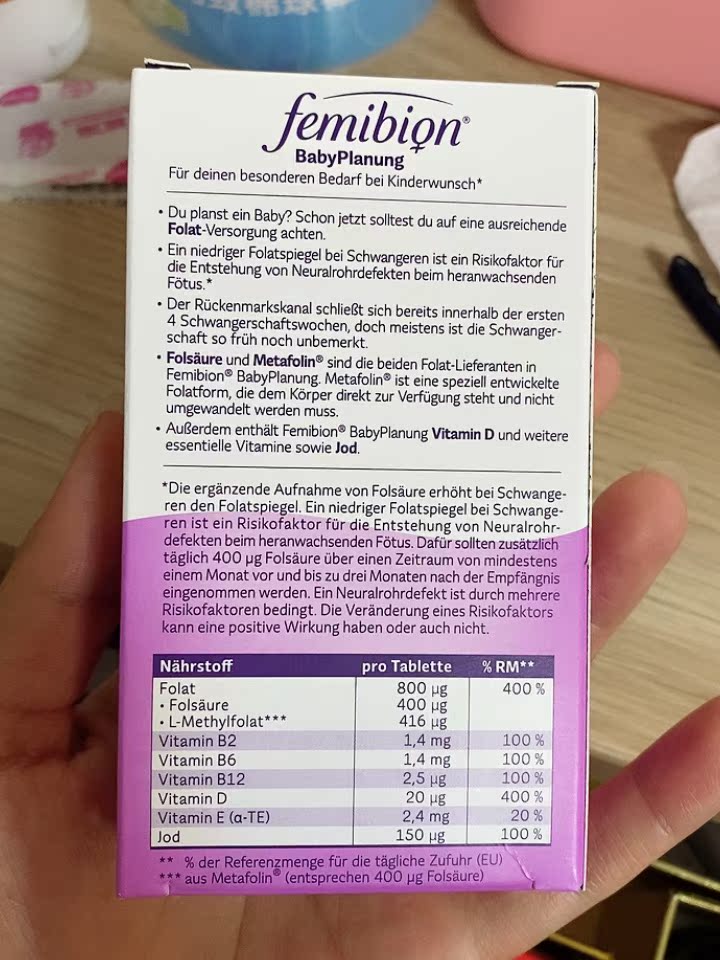 femibion®
BabyPlanung
Für deinen besonderen Bedarf bei Kinderwunsch*
• Du planst ein Baby? Schon jetzt solltest du auf eine ausreichende
Folat-Versorgung achten.
• Ein niedriger Folatspiegel bei Schwangeren ist ein Risikofaktor für
die Entstehung von Neuralrohrdefekten beim heranwachsenden
Fötus.*
• Der Rückenmarkskanal schließt sich bereits innerhalb der ersten
4 Schwangerschaftswochen, doch meistens ist die Schwanger-
schaft so früh noch unbemerkt.
• Folsäure und Metafolin® sind die beiden Folat-Lieferanten in
Femibion® BabyPlanung. Metafolin® ist eine speziell entwickelte
Folatform, die dem Körper direkt zur Verfügung steht und nicht
umgewandelt werden muss.
• Außerdem enthält Femibion® BabyPlanung Vitamin D und weitere
essentielle Vitamine sowie Jod.
*Die ergänzende Aufnahme von Folsäure erhöht bei Schwange-
ren den Folatspiegel. Ein niedriger Folatspiegel bei Schwange-
ren ist ein Risikofaktor für die Entstehung von Neuralrohr-
defekten beim heranwachsenden Fötus. Dafür sollten zusätzlich
täglich 400 µg Folsäure über einen Zeitraum von mindestens
einem Monat vor und bis zu drei Monaten nach der Empfängnis
eingenommen werden. Ein Neuralrohrdefekt ist durch mehrere
Risikofaktoren bedingt. Die Veränderung eines Risikofaktors
kann eine positive Wirkung haben oder auch nicht.
Nährstoff pro Tablette % RM**
Folat 800 µg 400 %
• Folsäure 400 µg
• L-Methylfolat*** 416 µg
Vitamin B2 1,4 mg 100 %
Vitamin B6 1,4 mg 100 %
Vitamin B12 2,5 µg 100 %
Vitamin D 20 µg 400 %
Vitamin E (α-TE) 2,4 mg 20 %
Jod 150 µg 100 %
** % der Referenzmenge für die tägliche Zufuhr (EU)
*** aus Metafolin® (entsprechen 400 µg Folsäure)